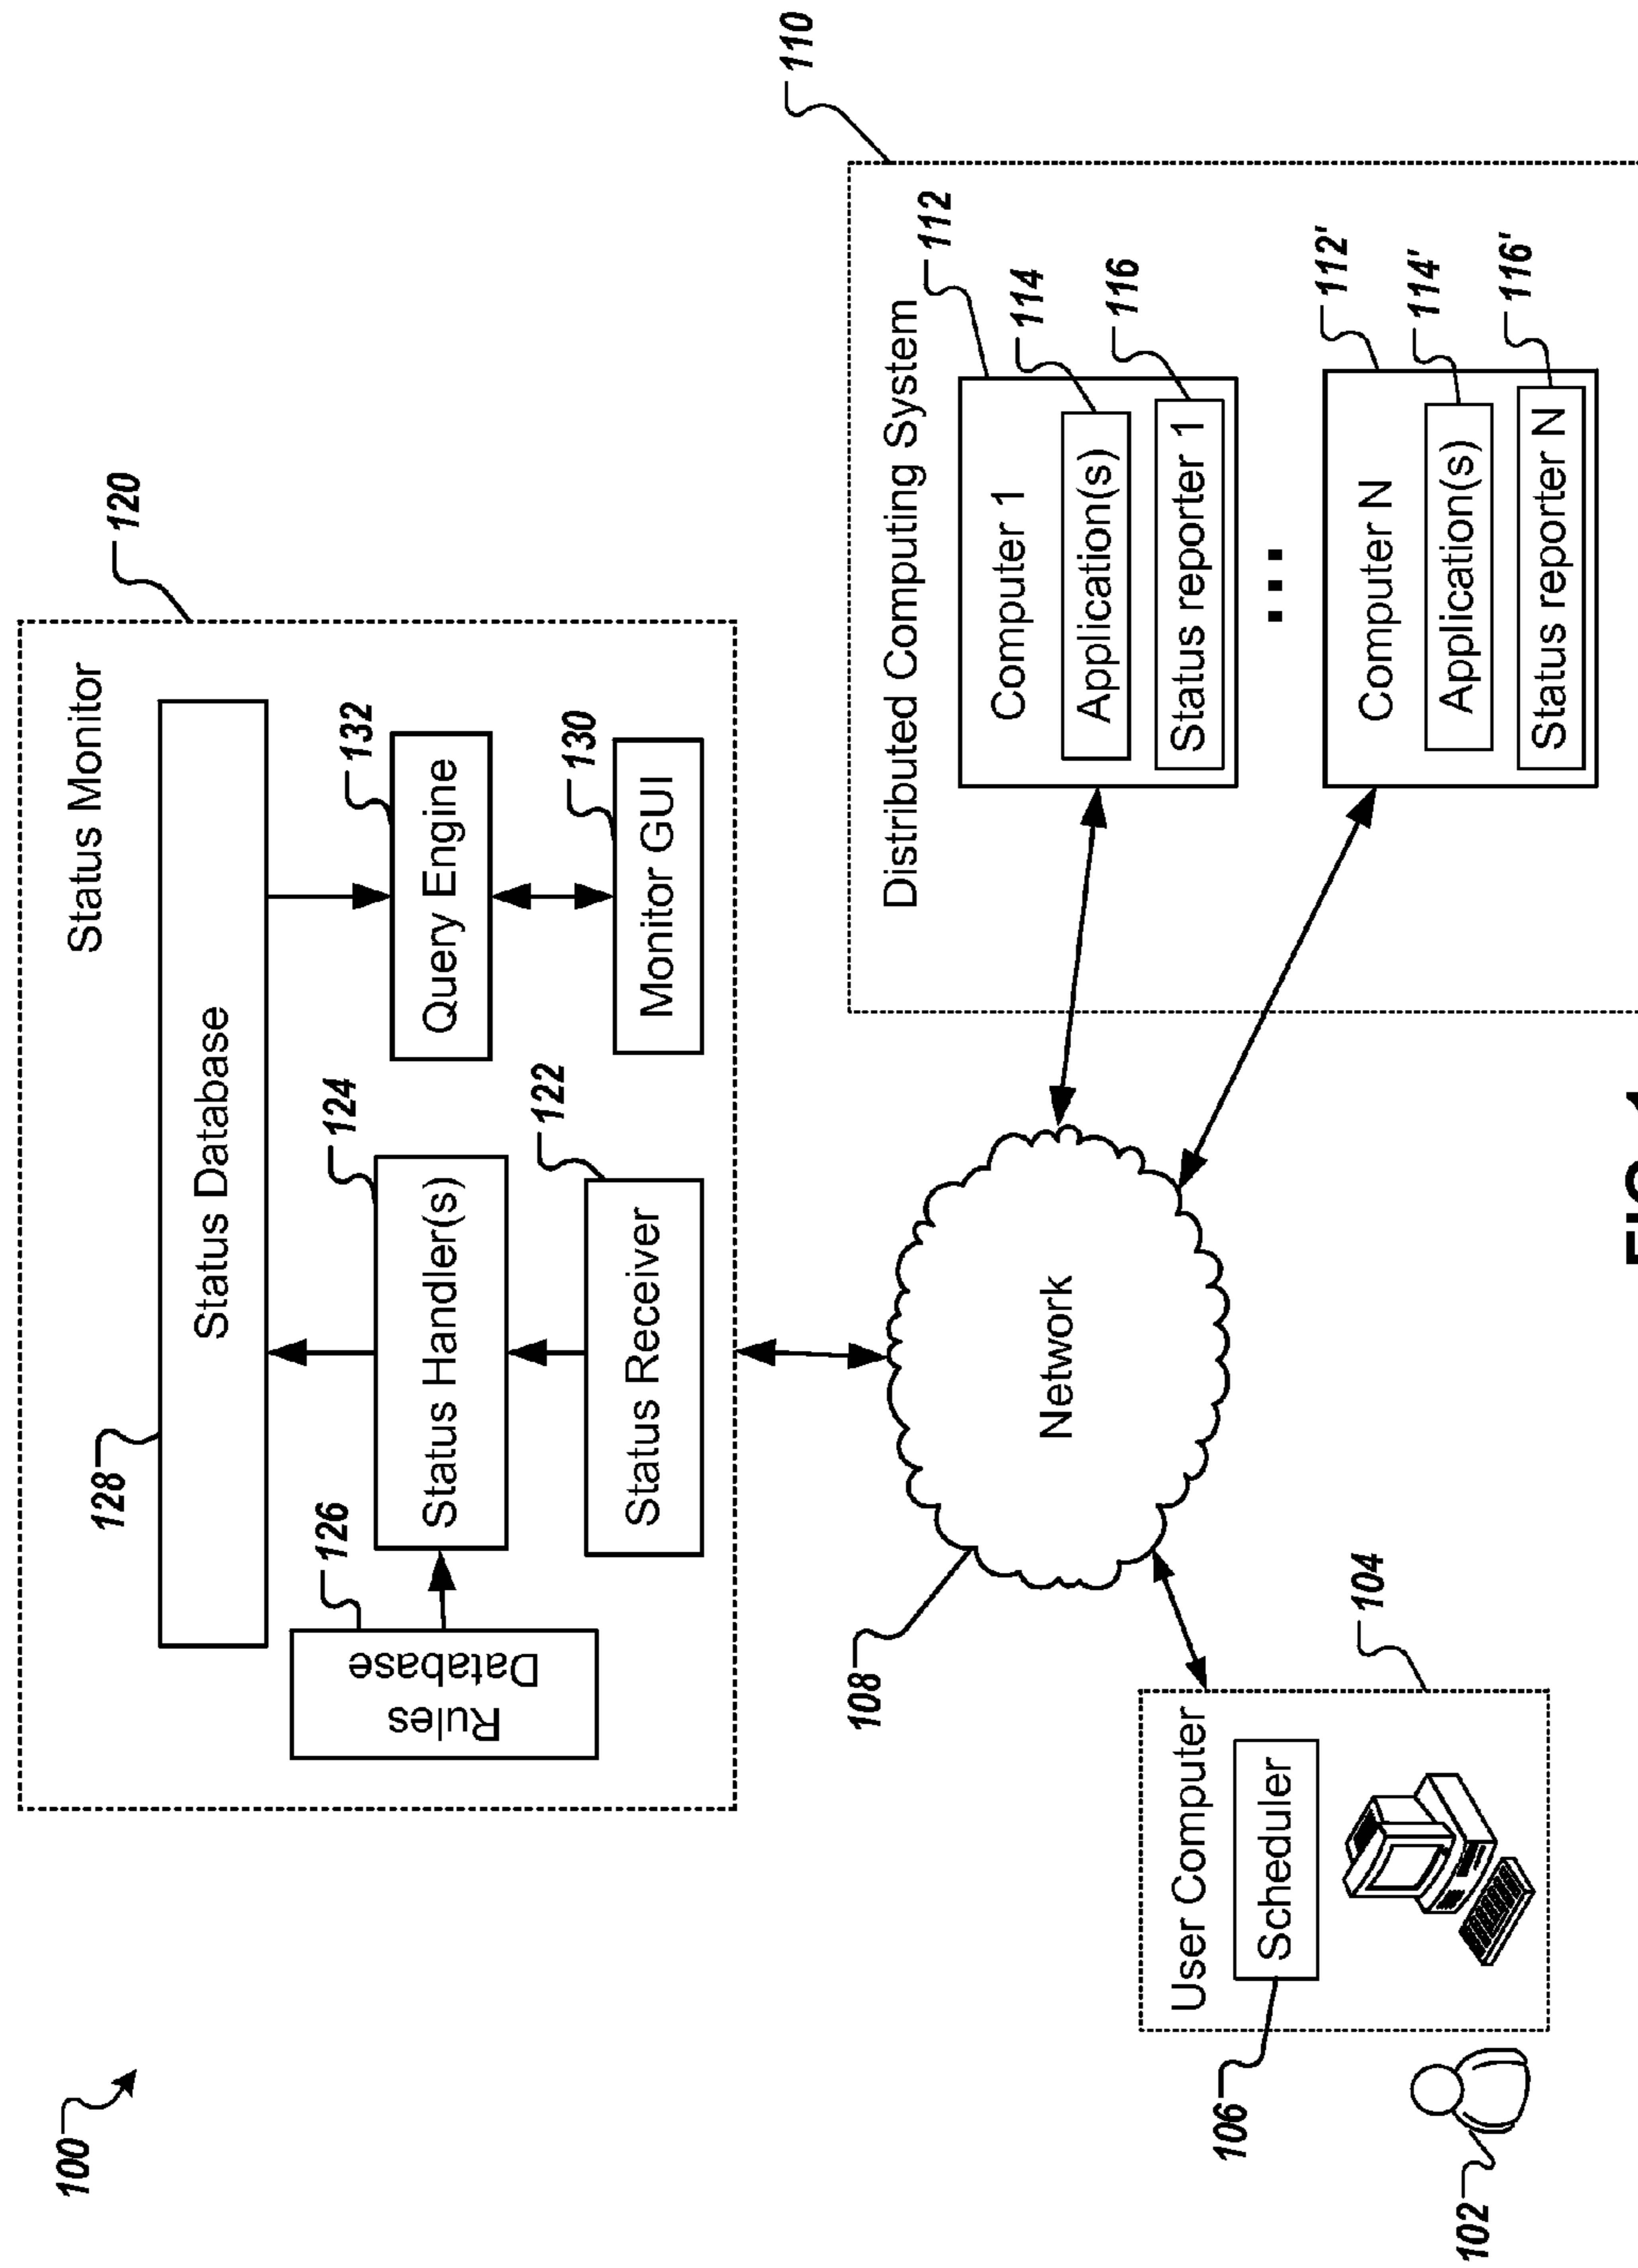 100
120
Status Monitor
128
Status Database
126
Rules
Database
124
Status Handler(s)
132
Query Engine
122
Status Receiver
130
Monitor GUI
108
Network
110
Distributed Computing System
112
Computer 1
114
Application(s)
116
Status reporter 1
...
112'
Computer N
114'
Application(s)
116'
Status reporter N
104
User Computer
106
Scheduler
102